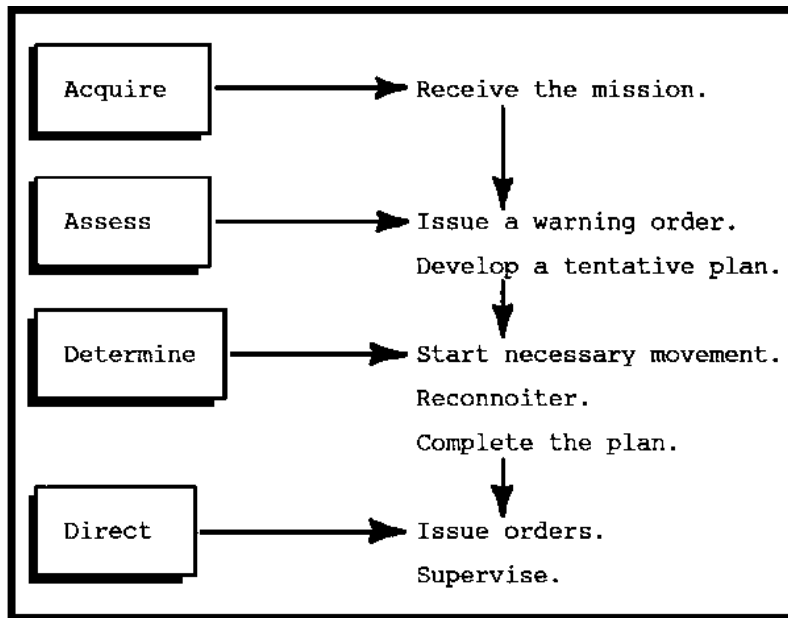 Acquire
Receive the mission.
Assess
Issue a warning order.
Develop a tentative plan.
Determine
Start necessary movement.
Reconnoiter.
Complete the plan.
Direct
Issue orders.
Supervise.